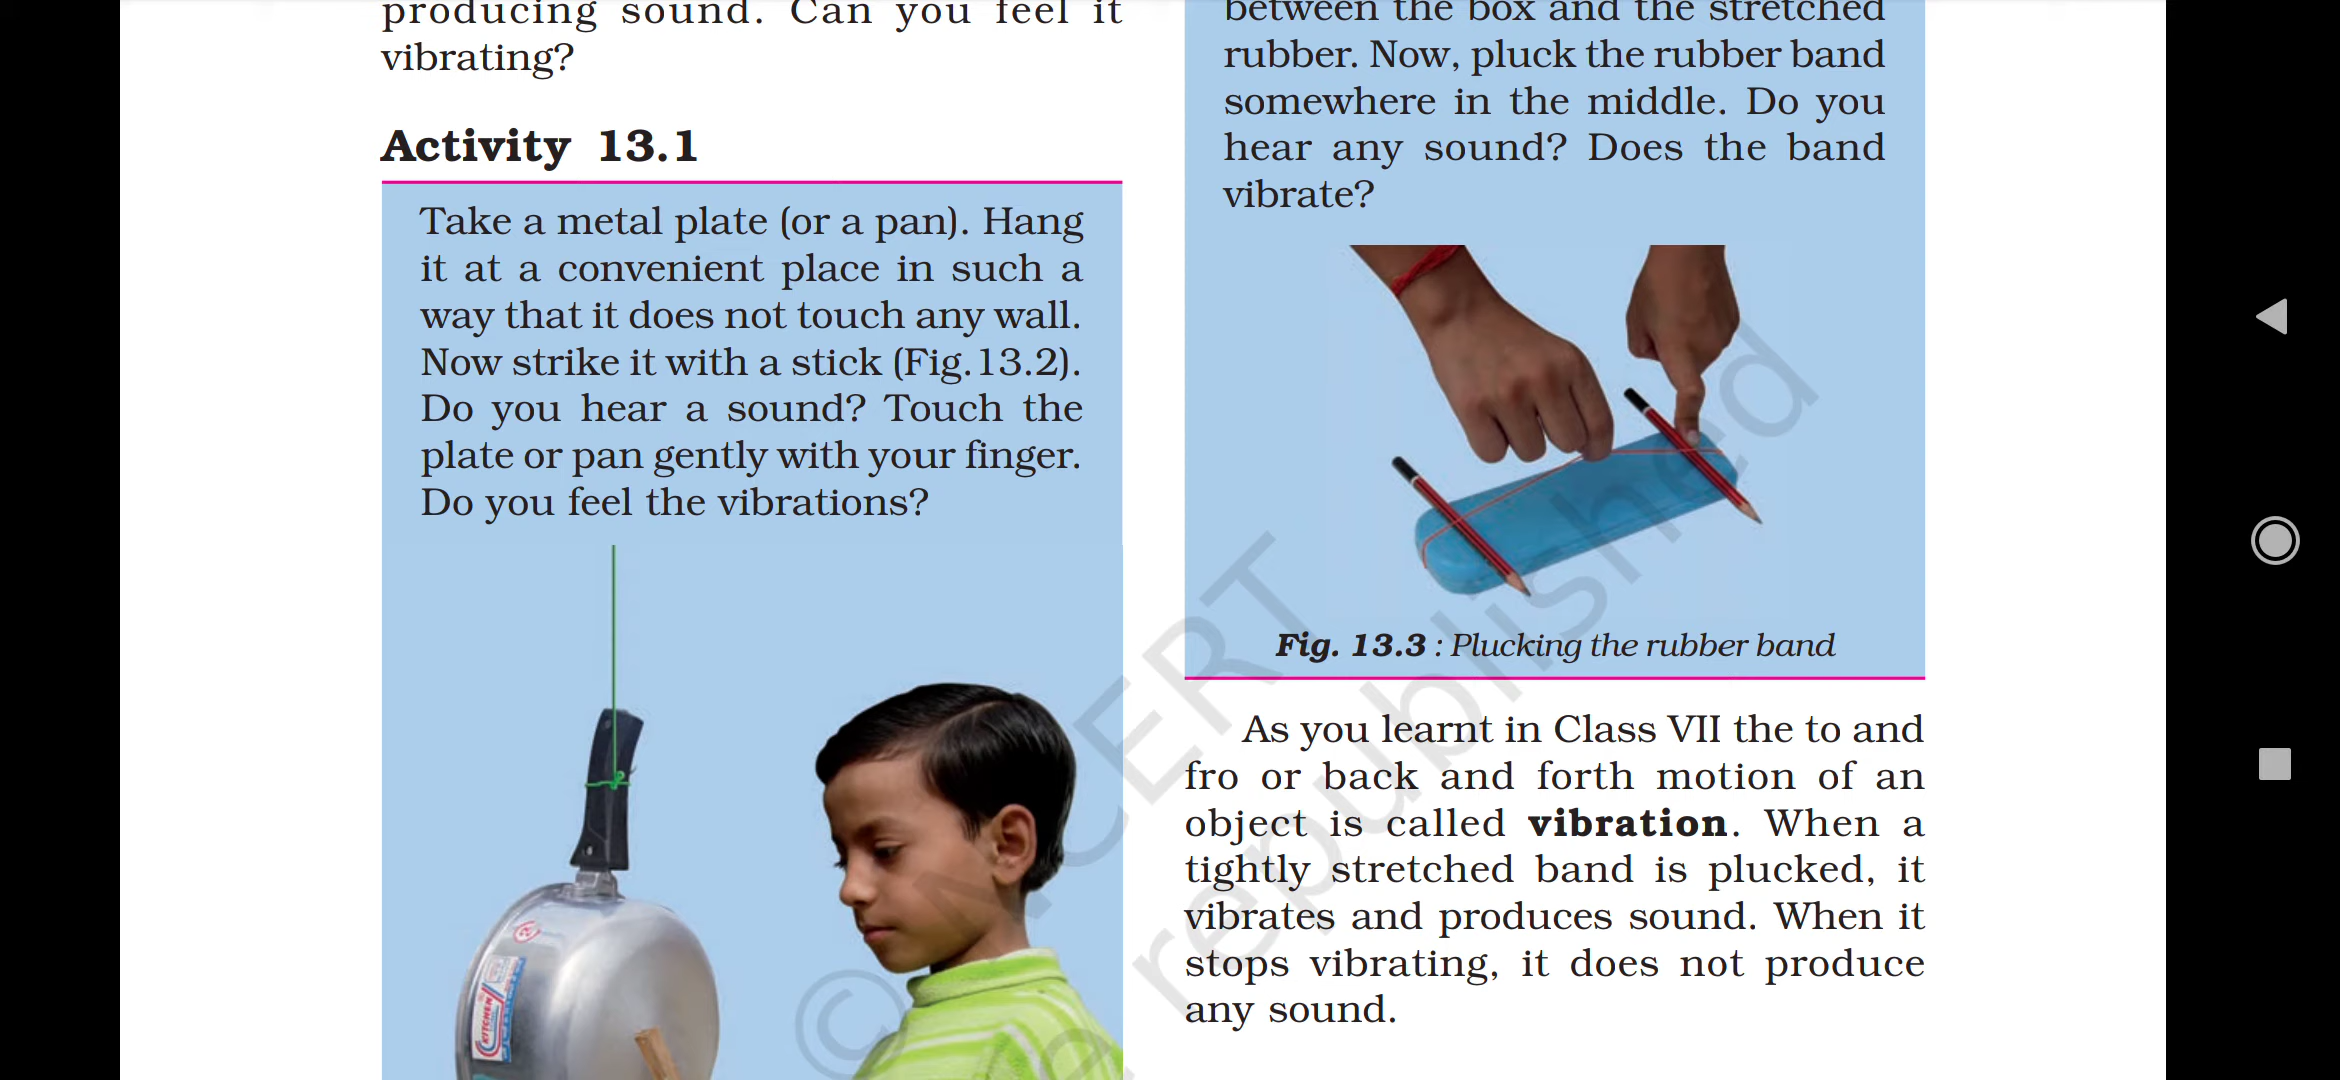 producing sound. Can you feel it
vibrating?
Activity 13.1
Take a metal plate (or a pan). Hang
it at a convenient place in such a
way that it does not touch any wall.
Now strike it with a stick (Fig.13.2).
Do you hear a sound? Touch the
plate or pan gently with your finger.
Do you feel the vibrations?
KITCHEN
between the box and the stretched
rubber. Now, pluck the rubber band
somewhere in the middle. Do you
hear any sound? Does the band
vibrate?
Fig. 13.3 : Plucking the rubber band
As you learnt in Class VII the to and
fro or back and forth motion of an
object is called vibration. When a
tightly stretched band is plucked, it
vibrates and produces sound. When it
stops vibrating, it does not produce
any sound.
© NCERT
republished